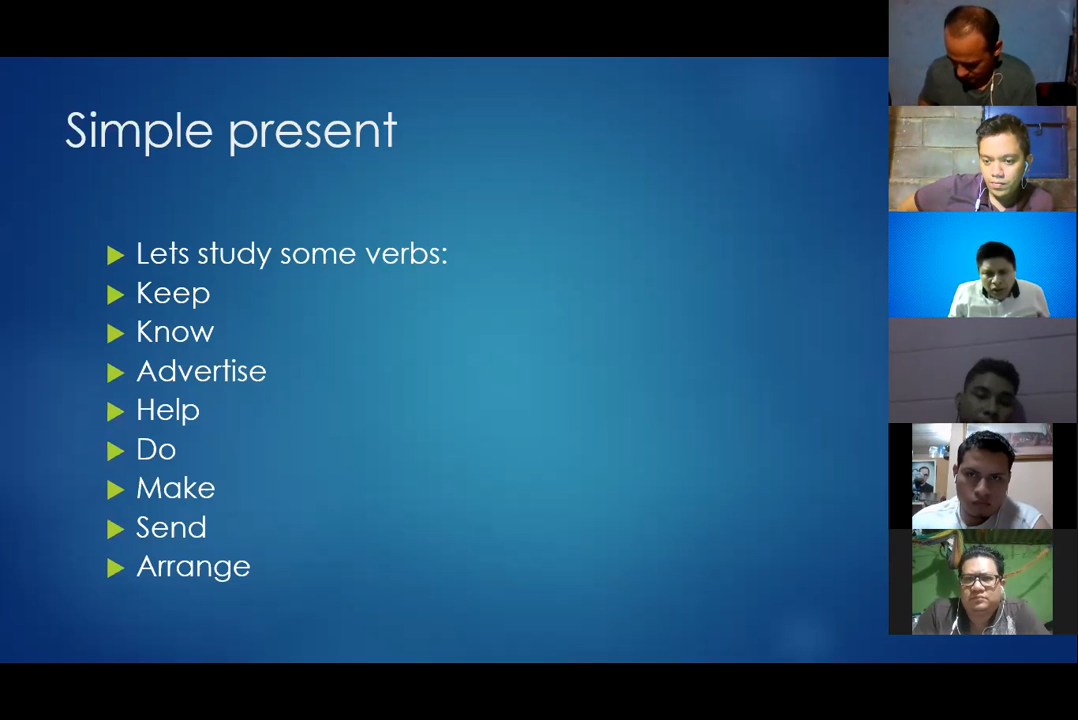 Simple present
Lets study some verbs:
Keep
Know
Advertise
Help
Do
Make
Send
Arrange